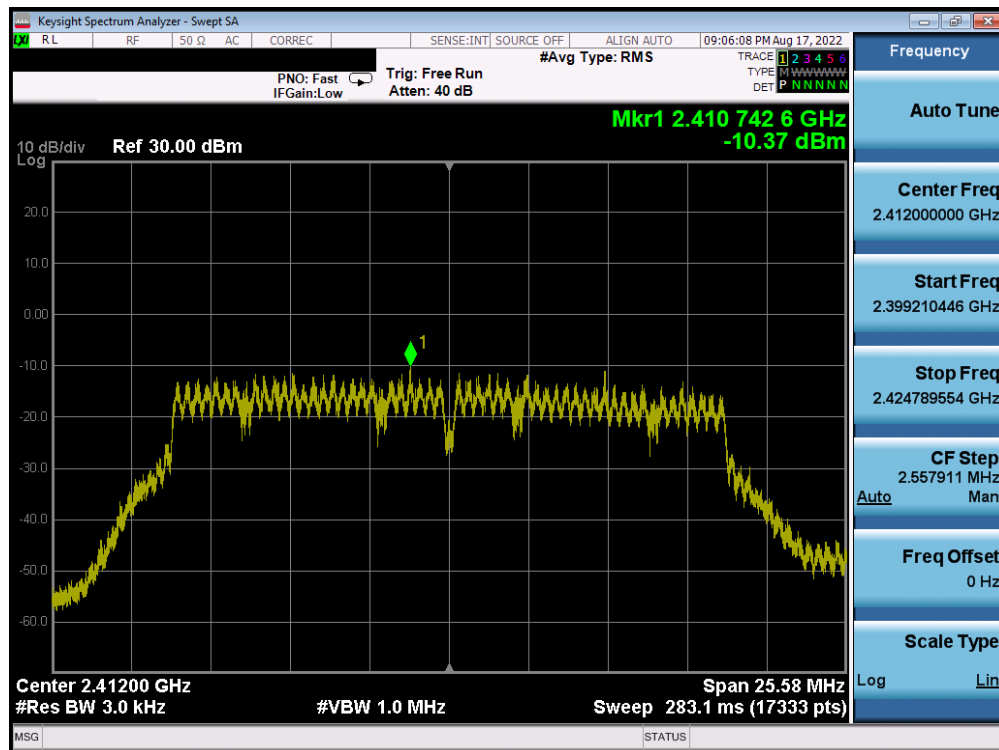 Keysight Spectrum Analyzer - Swept SA
LXI RL RF 50 Ω AC CORREC SENSE:INT SOURCE OFF ALIGN AUTO 09:06:08 PM Aug 17, 2022
#Avg Type: RMS TRACE 1 2 3 4 5 6
PNO: Fast Trig: Free Run TYPE M WWWWW
IFGain:Low Atten: 40 dB DET P N N N N N
Mkr1 2.410 742 6 GHz
10 dB/div Ref 30.00 dBm -10.37 dBm
Log
20.0
10.0
0.00
-10.0
-20.0
-30.0
-40.0
-50.0
-60.0
1
Center 2.41200 GHz Span 25.58 MHz
#Res BW 3.0 kHz #VBW 1.0 MHz Sweep 283.1 ms (17333 pts)
MSG STATUS
Frequency
Auto Tune
Center Freq
2.412000000 GHz
Start Freq
2.399210446 GHz
Stop Freq
2.424789554 GHz
CF Step
2.557911 MHz
Auto Man
Freq Offset
0 Hz
Scale Type
Log Lin